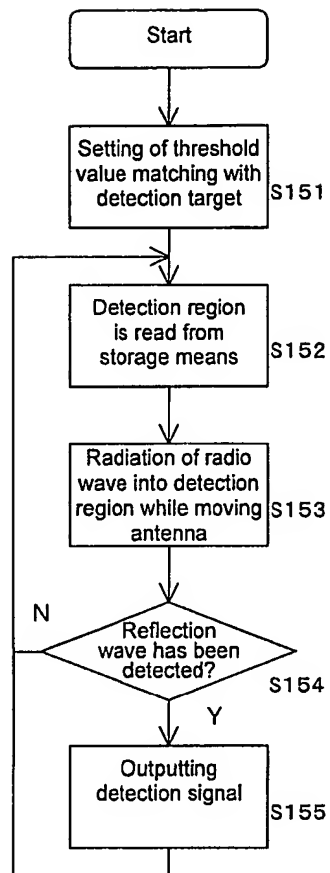 Start
Setting of threshold
value matching with
detection target
S151
Detection region
is read from
storage means
S152
Radiation of radio
wave into detection
region while moving
antenna
S153
N
Reflection
wave has been
detected?
S154
Y
Outputting
detection signal
S155